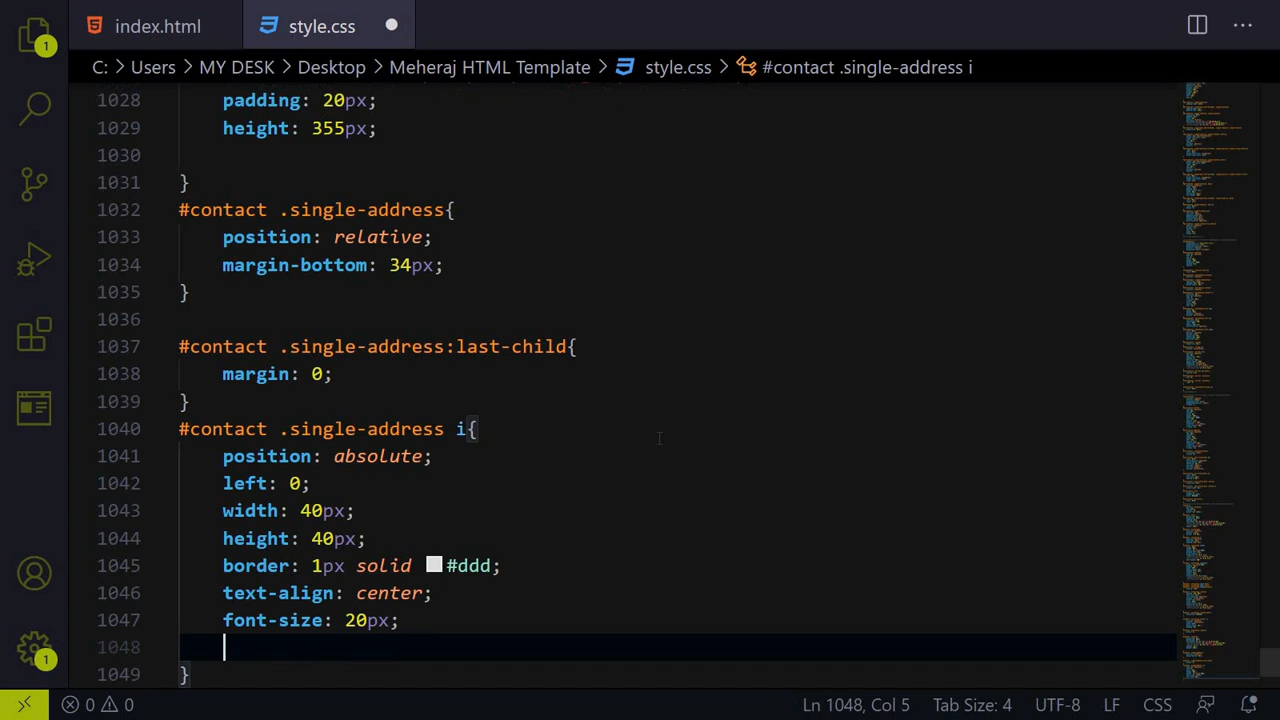 index.html
style.css
1
C: Users MY DESK Desktop Meheraj HTML Template style.css #contact .single-address i
1028 padding: 20px;
1029 height: 355px;
1030
1031 }
1032 #contact .single-address{
1033 position: relative;
1034 margin-bottom: 34px;
1035 }
1036
1037 #contact .single-address:last-child{
1038 margin: 0;
1039 }
1040 #contact .single-address i{
1041 position: absolute;
1042 left: 0;
1043 width: 40px;
1044 height: 40px;
1045 border: 1px solid #ddd;
1046 text-align: center;
1047 font-size: 20px;
1048
1049 }
1
0 0 Ln 1048, Col 5 Tab Size: 4 UTF-8 LF CSS